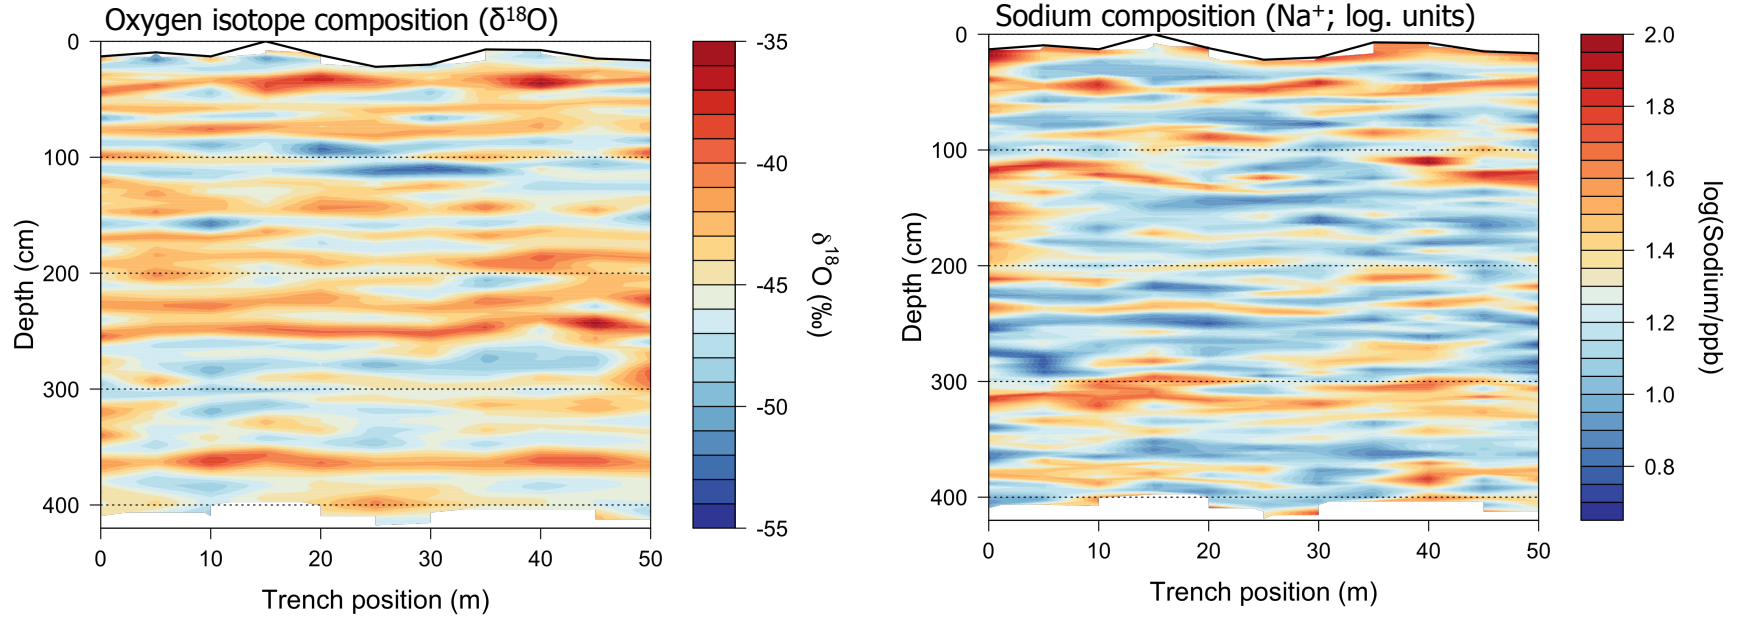 Oxygen isotope composition (δ¹⁸O)
0
100
200
300
400
Depth (cm)
0 10 20 30 40 50
Trench position (m)
-35
-40
-45
-50
-55
δ¹⁸O (‰)
Sodium composition (Na⁺; log. units)
0
100
200
300
400
Depth (cm)
0 10 20 30 40 50
Trench position (m)
2.0
1.8
1.6
1.4
1.2
1.0
0.8
log(Sodium/ppb)